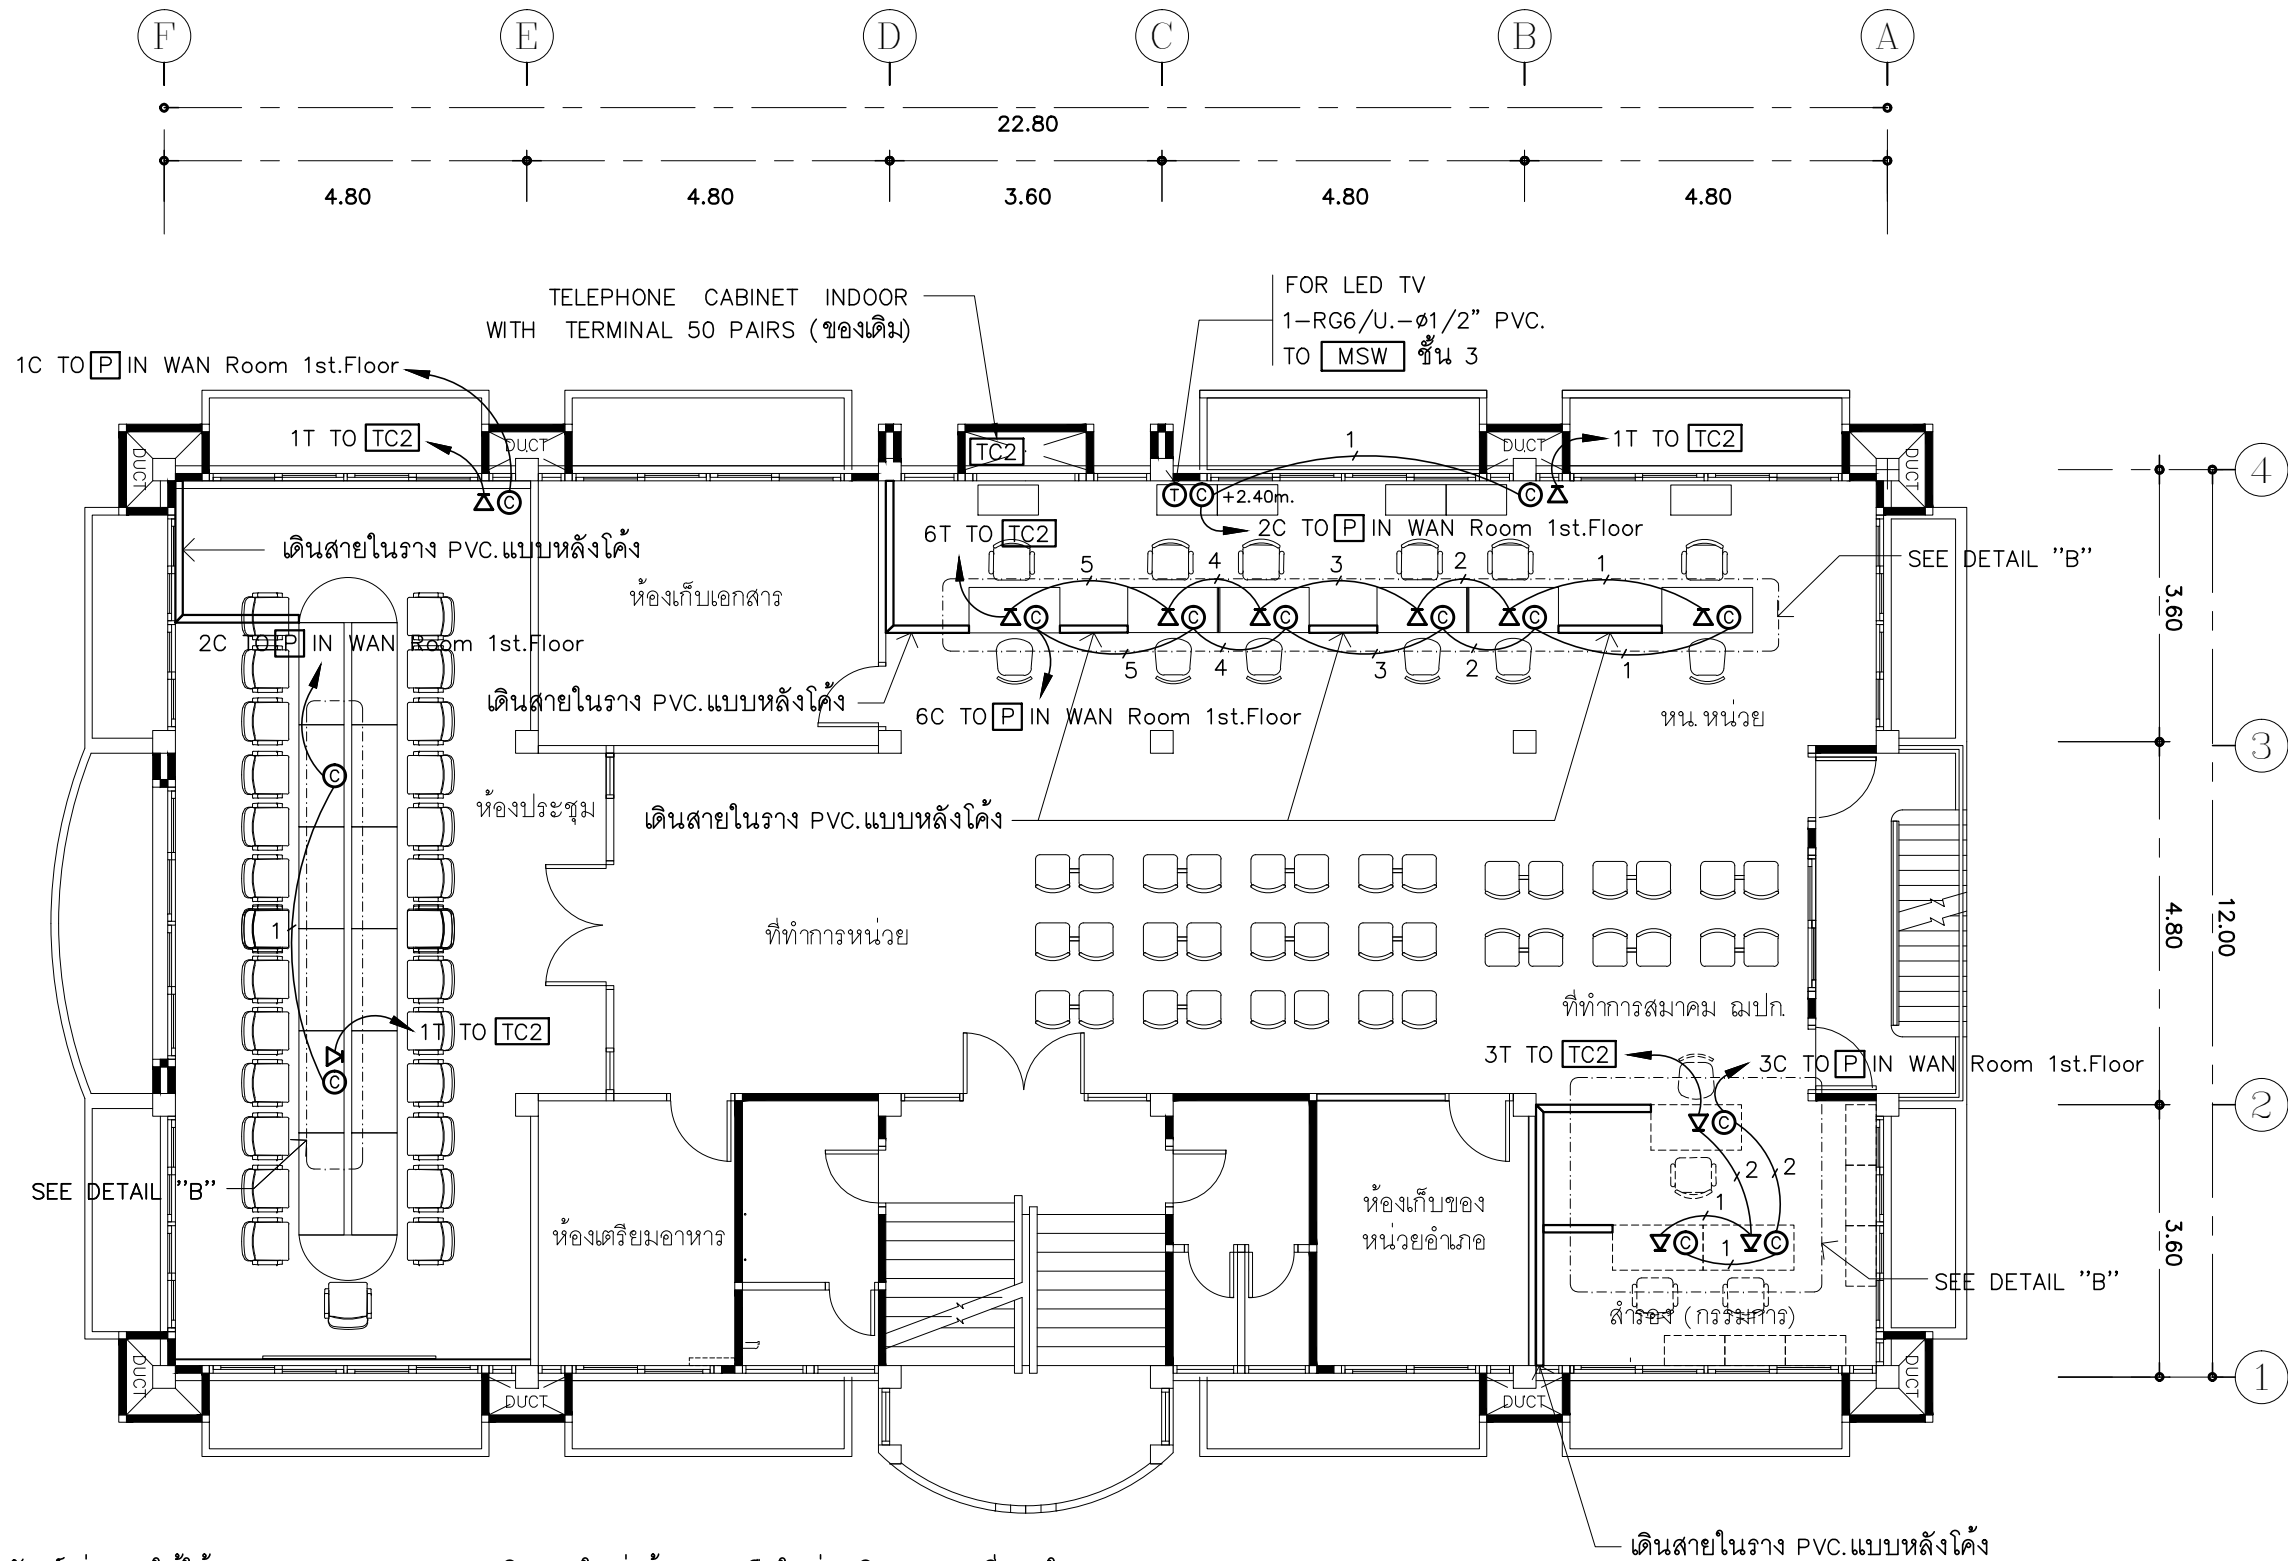 F E D C B A
22.80
4.80 4.80 3.60 4.80 4.80
TELEPHONE CABINET INDOOR
WITH TERMINAL 50 PAIRS (ของเดิม)
FOR LED TV
1-RG6/U.-ø1/2" PVC.
TO MSW ชั้น 3
1C TO P IN WAN Room 1st.Floor
1T TO TC2
DUCT
TC2
1
DUCT
1T TO TC2
DUCT
DUCT
4
C
T C +2.40m.
C
2C TO P IN WAN Room 1st.Floor
6T TO TC2
เดินสายในราง PVC.แบบหลังโค้ง
SEE DETAIL "B"
5 4 3 2 1
ห้องเก็บเอกสาร
3.60
C C C C C C
2C TO P IN WAN Room 1st.Floor
5 4 3 2 1
เดินสายในราง PVC.แบบหลังโค้ง
6C TO P IN WAN Room 1st.Floor
หน.หน่วย
3
C
ห้องประชุม
เดินสายในราง PVC.แบบหลังโค้ง
1
ที่ทำการหน่วย
4.80
12.00
ที่ทำการสมาคม ฌปก.
1T TO TC2
C
3T TO TC2
3C TO P IN WAN Room 1st.Floor
2
C
2 2
SEE DETAIL "B"
1
ห้องเก็บของ
หน่วยอำเภอ
ห้องเตรียมอาหาร
C 1 C
3.60
SEE DETAIL "B"
สำรอง (กรรมการ)
DUCT
DUCT
DUCT
DUCT
1
เดินสายในราง PVC.แบบหลังโค้ง